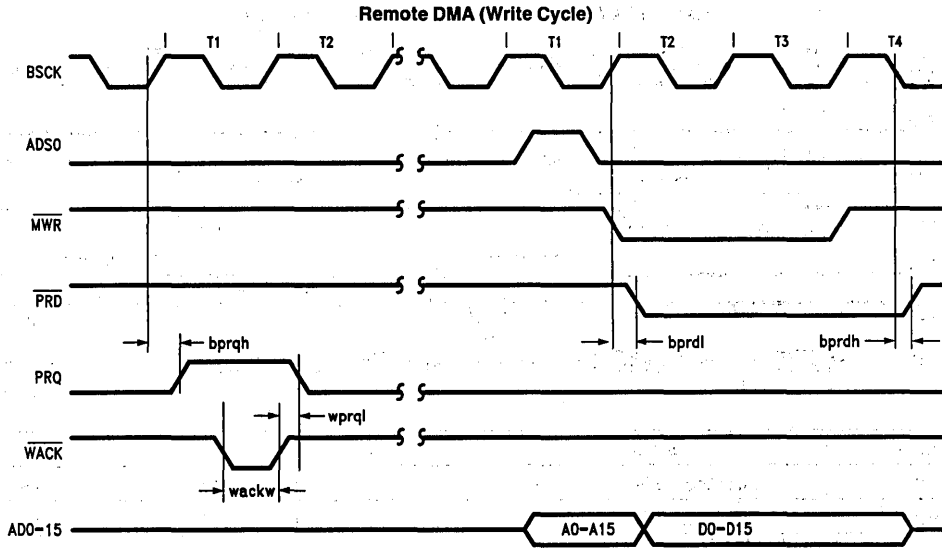 Remote DMA (Write Cycle)
T1 T2 T1 T2 T3 T4
BSCK
ADS0
MWR
PRD
bprqh bprdl bprdh
PRQ
wprql
WACK
wackw
AD0-15 A0-A15 D0-D15